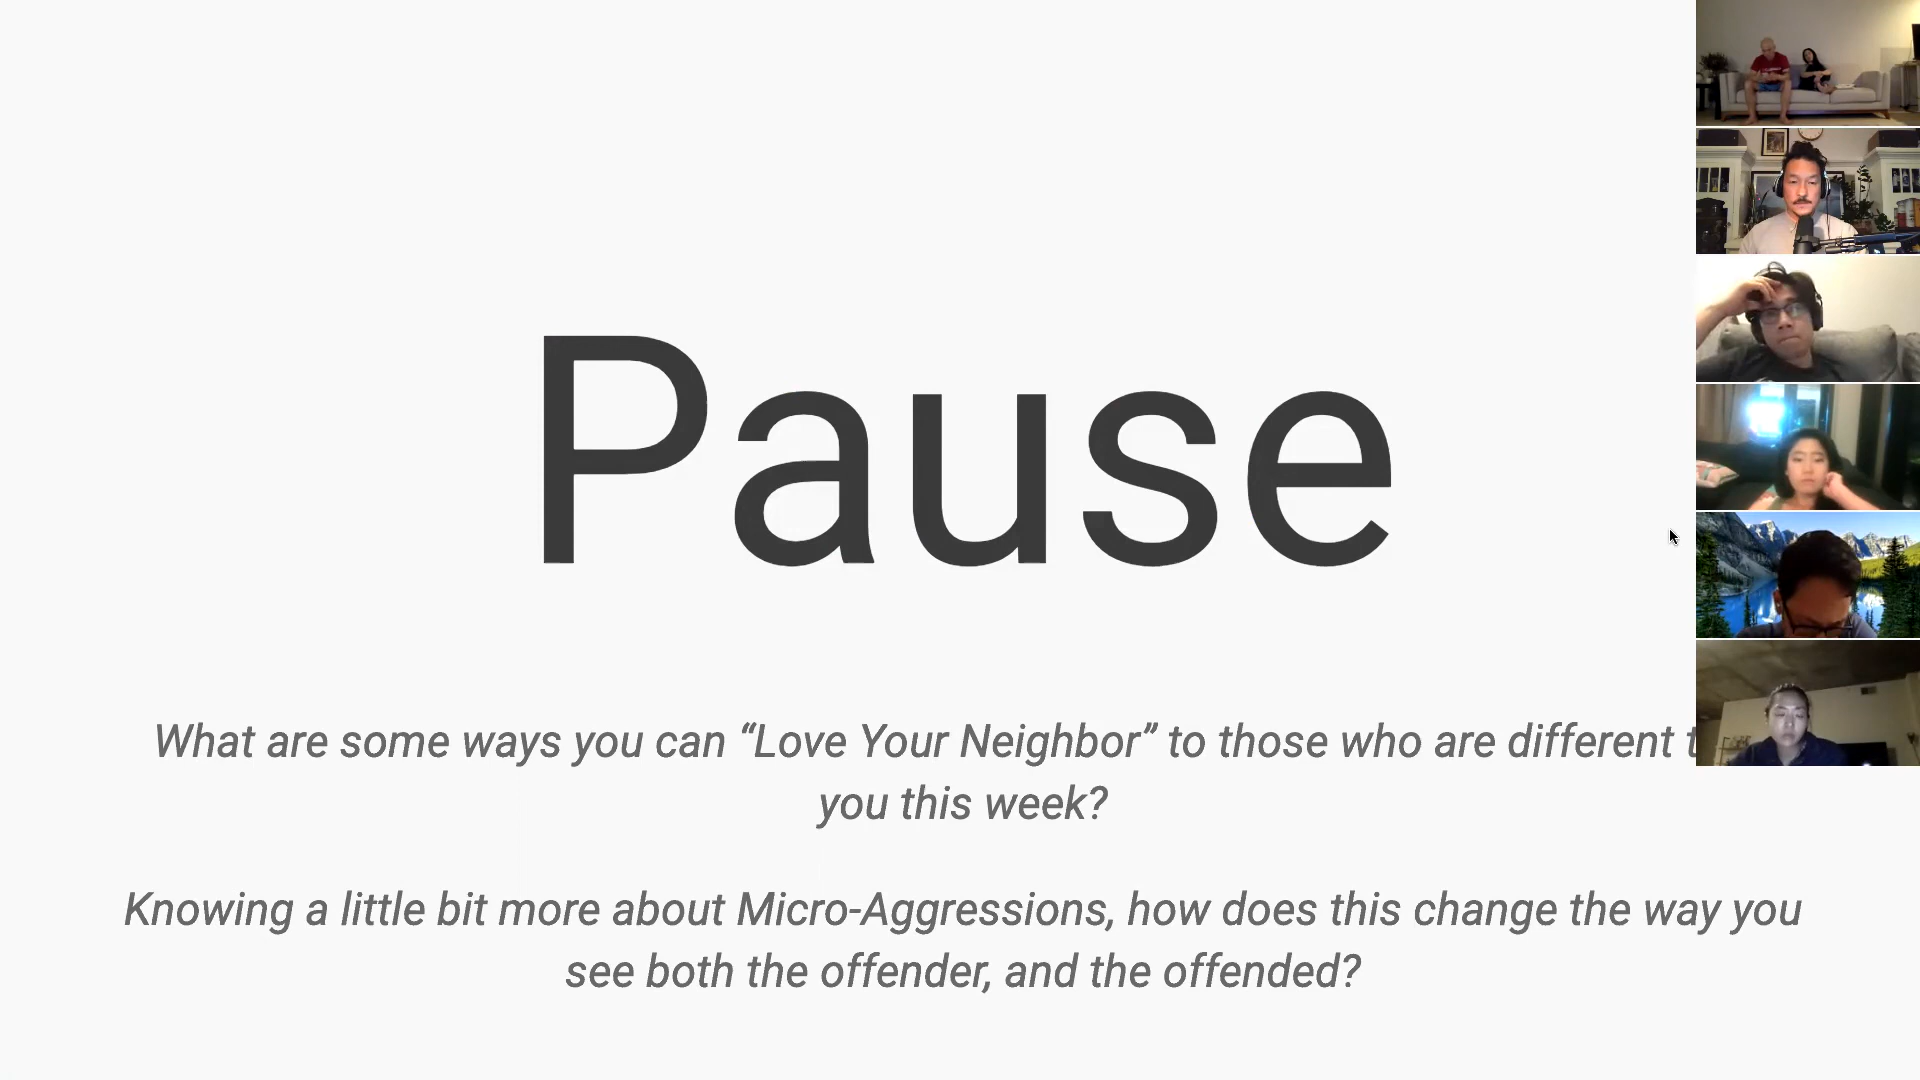 Pause
What are some ways you can “Love Your Neighbor” to those who are different
you this week?
Knowing a little bit more about Micro-Aggressions, how does this change the way you
see both the offender, and the offended?